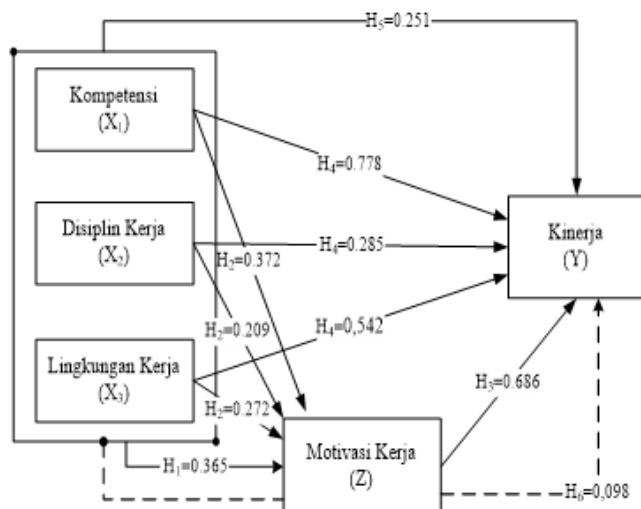 H₅=0.251
Kompetensi
(X₁)
H₄=0.778
Disiplin Kerja
(X₂)
Kinerja
(Y)
H₄=0.285
H₂=0.372
H₂=0.209
H₄=0,542
Lingkungan Kerja
(X₃)
H₂=0.272
H₃=0.686
Motivasi Kerja
(Z)
H₁=0.365
H₆=0,098